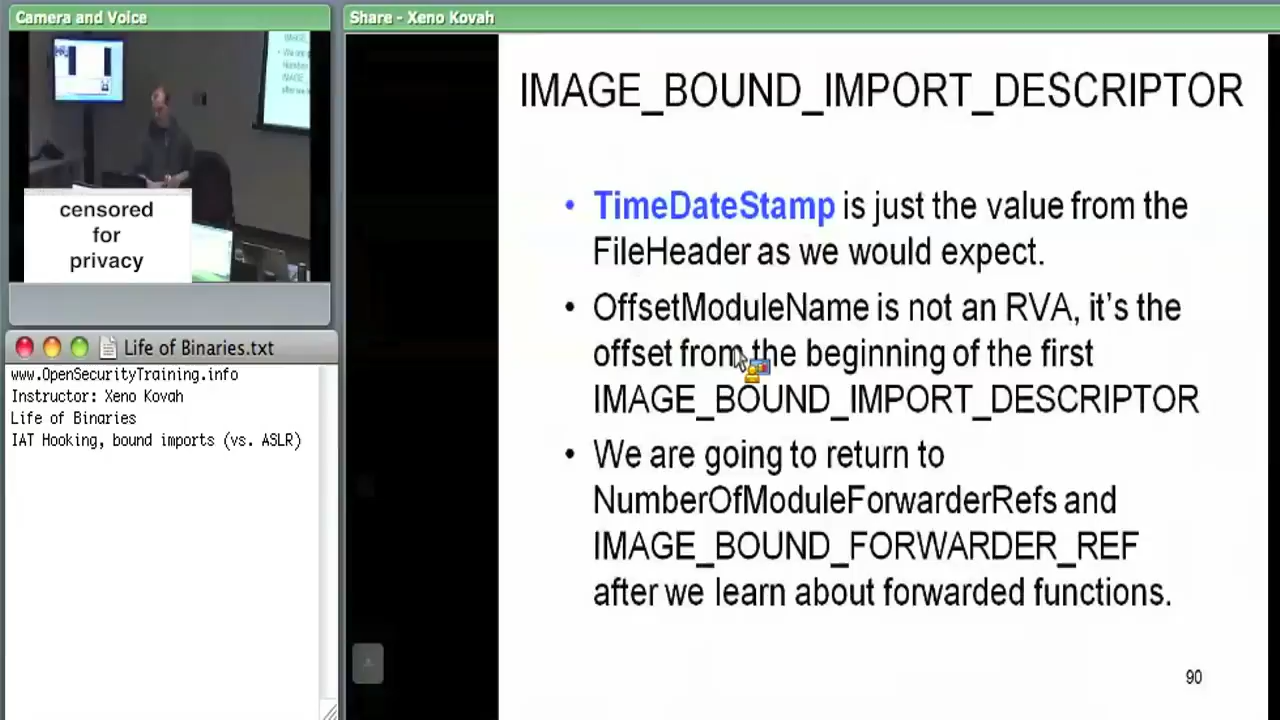 Camera and Voice
censored
for
privacy
Life of Binaries.txt
www.OpenSecurityTraining.info
Instructor: Xeno Kovah
Life of Binaries
IAT Hooking, bound imports (vs. ASLR)
Share - Xeno Kovah
IMAGE_BOUND_IMPORT_DESCRIPTOR
• TimeDateStamp is just the value from the
FileHeader as we would expect.
• OffsetModuleName is not an RVA, it's the
offset from the beginning of the first
IMAGE_BOUND_IMPORT_DESCRIPTOR
• We are going to return to
NumberOfModuleForwarderRefs and
IMAGE_BOUND_FORWARDER_REF
after we learn about forwarded functions.
90